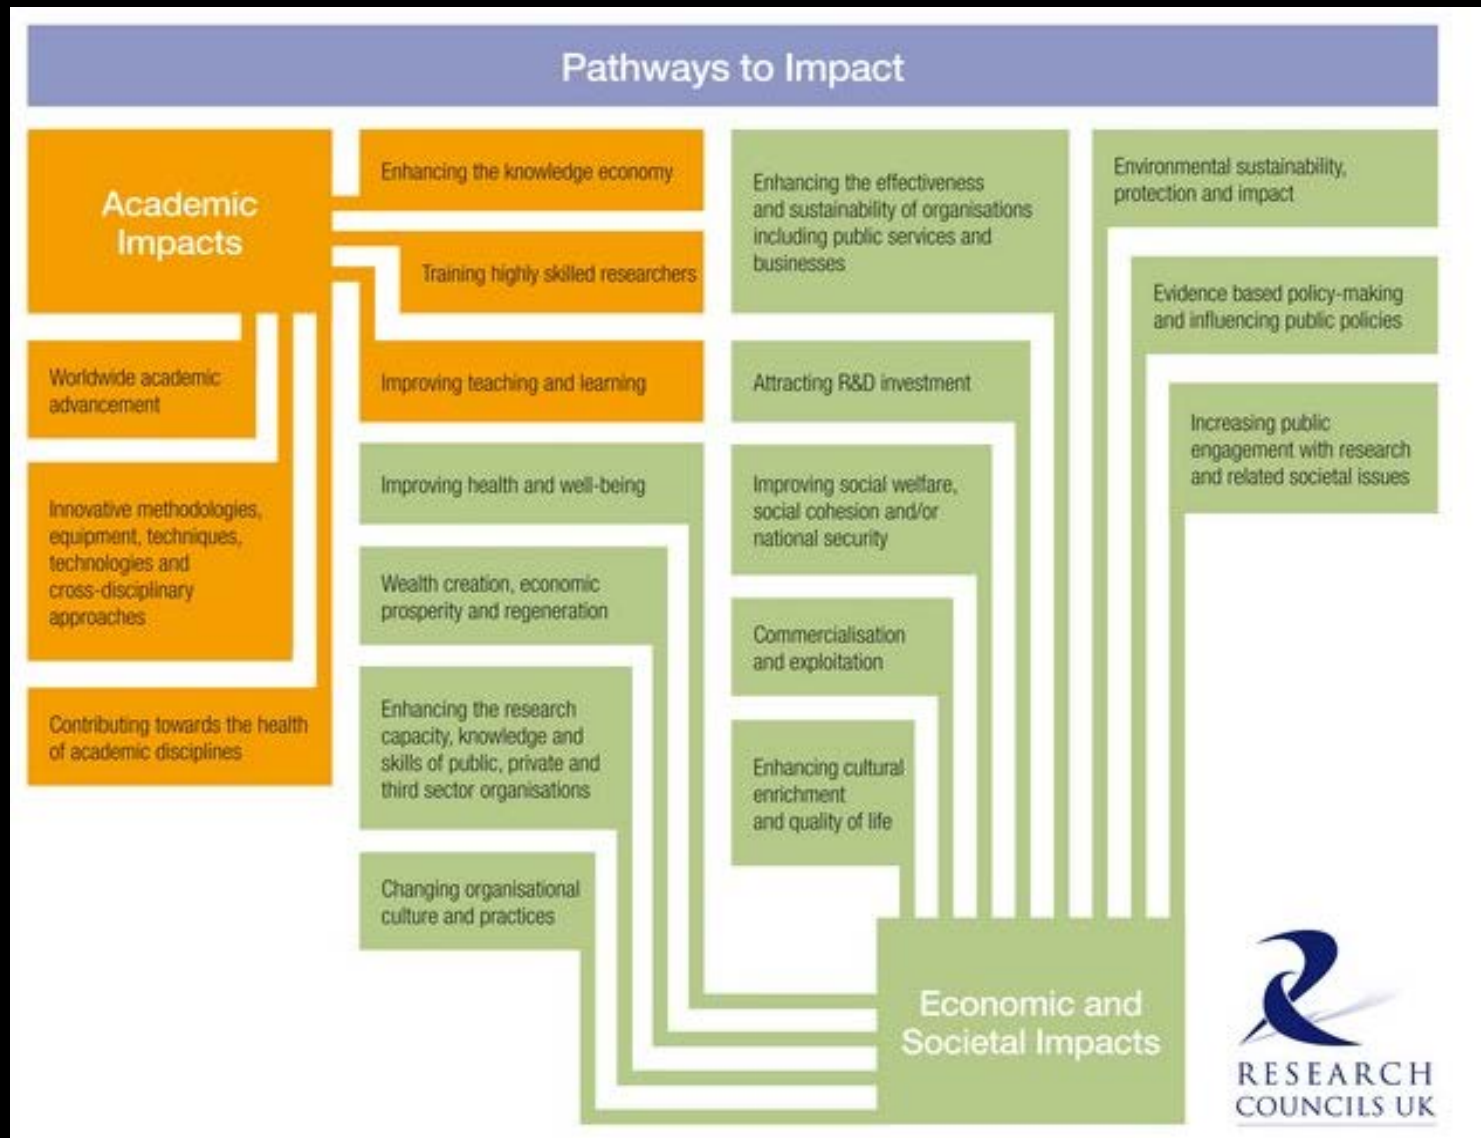 Pathways to Impact
Academic
Impacts
Enhancing the knowledge economy
Training highly skilled researchers
Improving teaching and learning
Worldwide academic
advancement
Innovative methodologies,
equipment, techniques,
technologies and
cross-disciplinary
approaches
Contributing towards the health
of academic disciplines
Improving health and well-being
Wealth creation, economic
prosperity and regeneration
Enhancing the research
capacity, knowledge and
skills of public, private and
third sector organisations
Changing organisational
culture and practices
Enhancing the effectiveness
and sustainability of organisations
including public services and
businesses
Attracting R&D investment
Improving social welfare,
social cohesion and/or
national security
Commercialisation
and exploitation
Enhancing cultural
enrichment
and quality of life
Environmental sustainability,
protection and impact
Evidence based policy-making
and influencing public policies
Increasing public
engagement with research
and related societal issues
Economic and
Societal Impacts
RESEARCH
COUNCILS UK